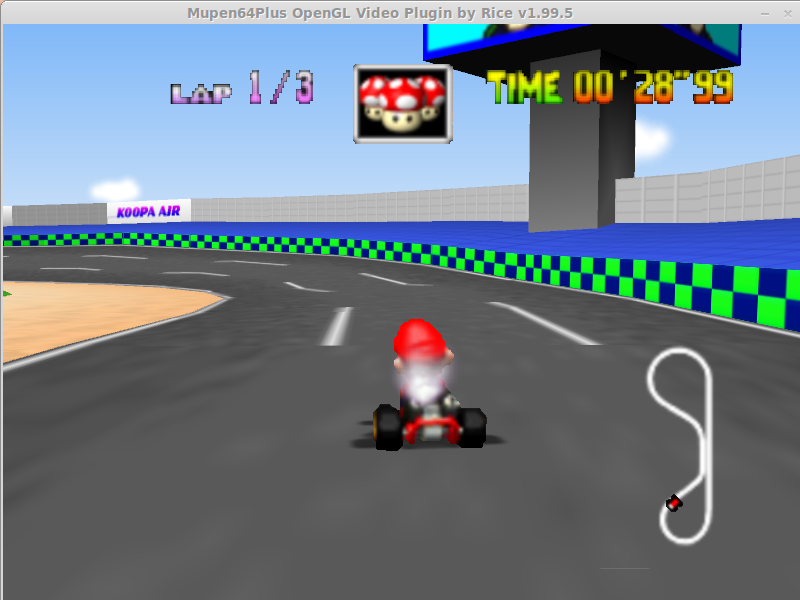 Mupen64Plus OpenGL Video Plugin by Rice v1.99.5
LAP 1/3
TIME 00'28"99
KOOPA AIR